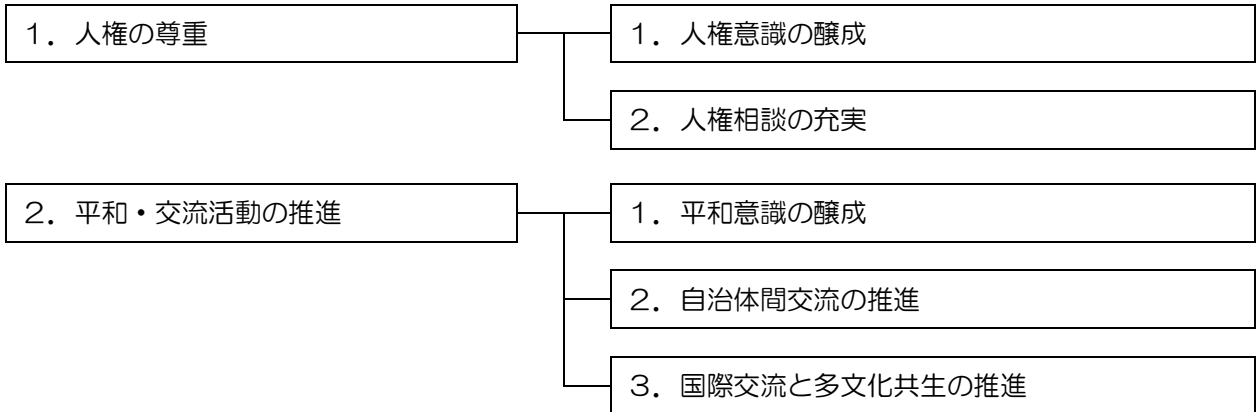 １．人権の尊重
１．人権意識の醸成
２．人権相談の充実
２．平和・交流活動の推進
１．平和意識の醸成
２．自治体間交流の推進
３．国際交流と多文化共生の推進